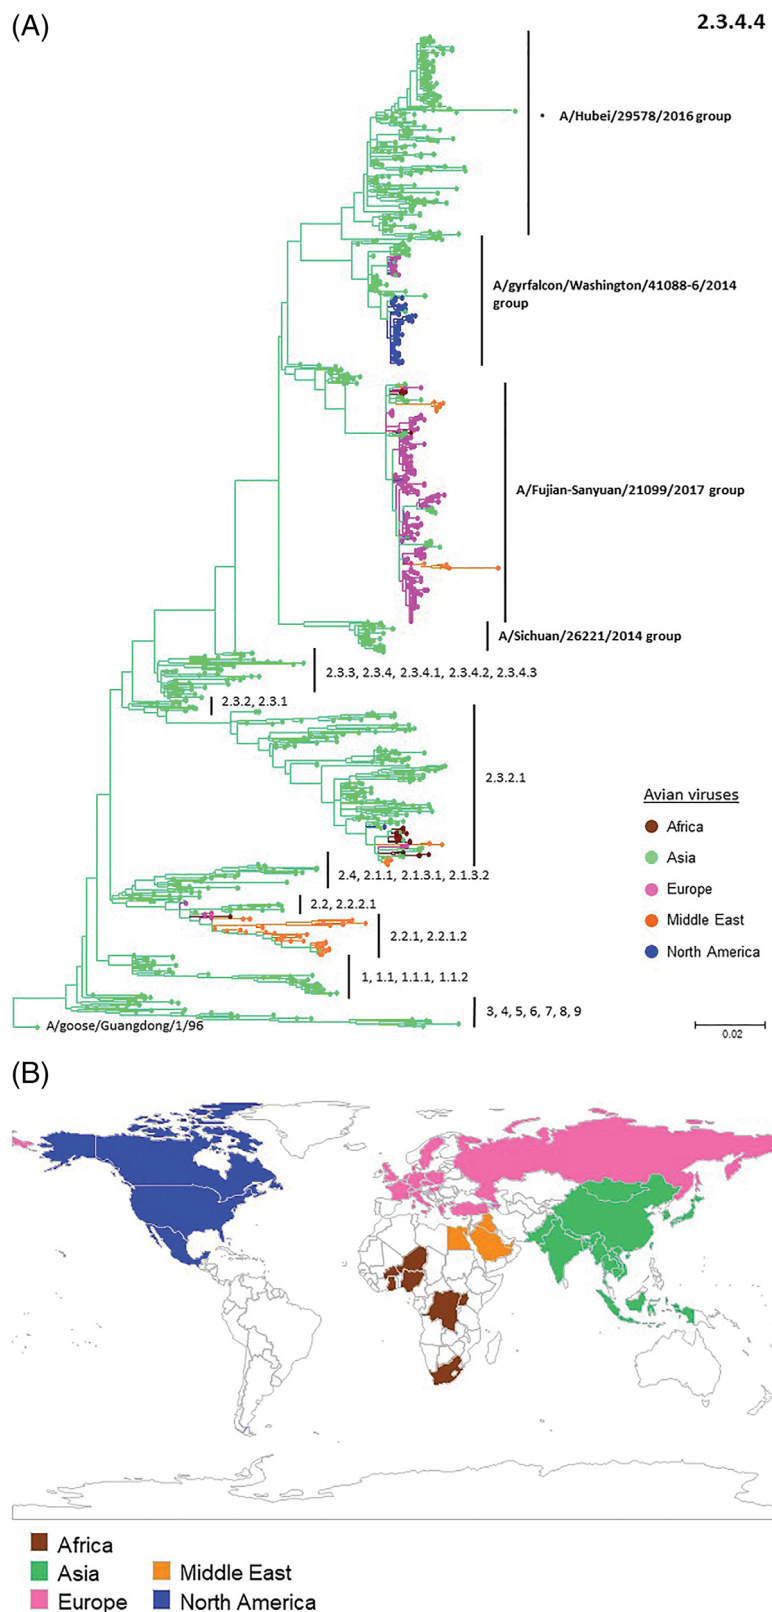 (A)
2.3.4.4
A/Hubei/29578/2016 group
A/gyrfalcon/Washington/41088-6/2014
group
A/Fujian-Sanyuan/21099/2017 group
A/Sichuan/26221/2014 group
2.3.3, 2.3.4, 2.3.4.1, 2.3.4.2, 2.3.4.3
2.3.2, 2.3.1
2.3.2.1
Avian viruses
Africa
Asia
Europe
Middle East
North America
2.4, 2.1.1, 2.1.3.1, 2.1.3.2
2.2, 2.2.2.1
2.2.1, 2.2.1.2
1, 1.1, 1.1.1, 1.1.2
3, 4, 5, 6, 7, 8, 9
A/goose/Guangdong/1/96
0.02
(B)
Africa
Asia
Europe
Middle East
North America